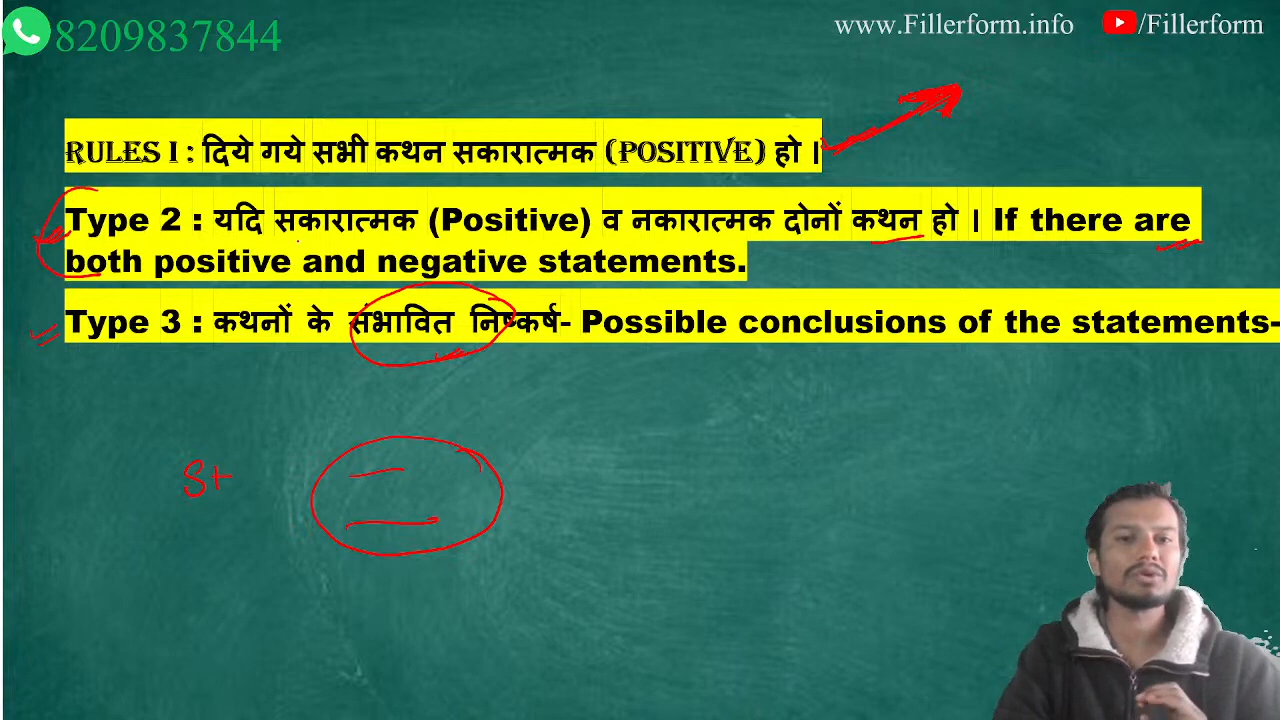 8209837844
www.Fillerform.info
/Fillerform
RULES I : दिये गये सभी कथन सकारात्मक (POSITIVE) हो ।
Type 2 : यदि सकारात्मक (Positive) व नकारात्मक दोनों कथन हो । If there are
both positive and negative statements.
Type 3 : कथनों के संभावित निष्कर्ष- Possible conclusions of the statements-
St